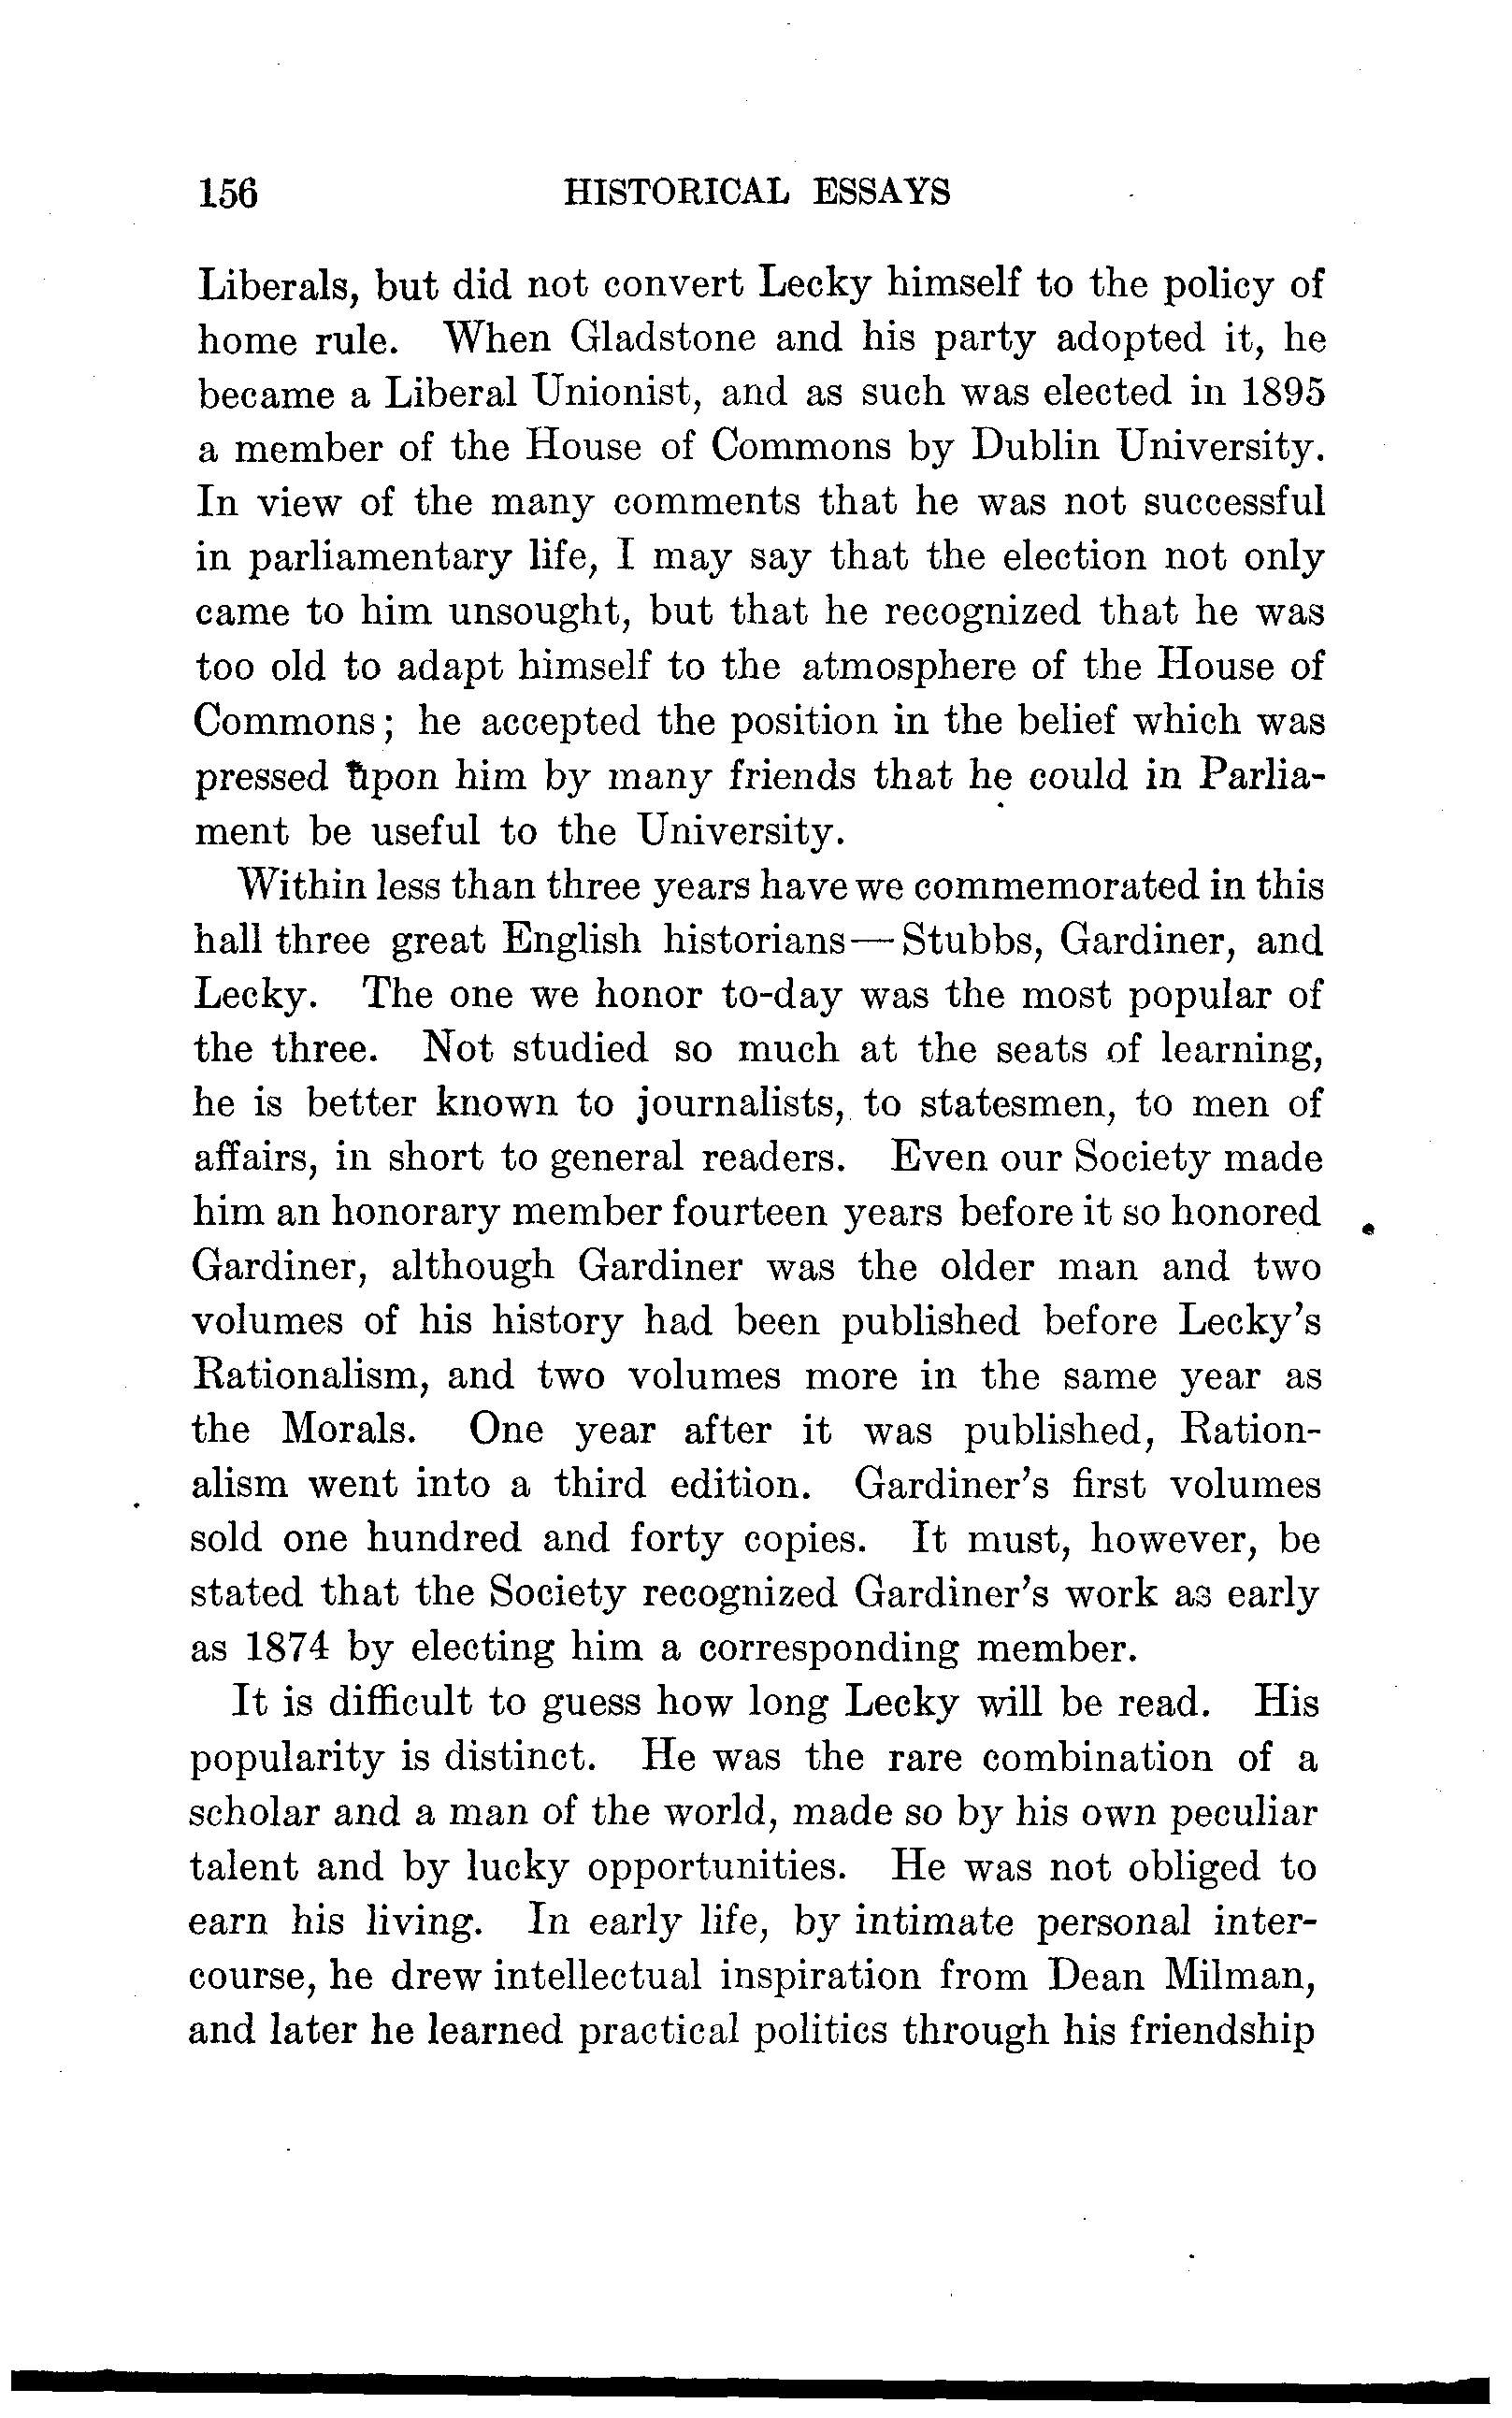 156 HISTORICAL ESSAYS
Liberals, but did not convert Lecky himself to the policy of
home rule. When Gladstone and his party adopted it, he
became a Liberal Unionist, and as such was elected in 1895
a member of the House of Commons by Dublin University.
In view of the many comments that he was not successful
in parliamentary life, I may say that the election not only
came to him unsought, but that he recognized that he was
too old to adapt himself to the atmosphere of the House of
Commons; he accepted the position in the belief which was
pressed upon him by many friends that he could in Parlia-
ment be useful to the University.
Within less than three years have we commemorated in this
hall three great English historians—Stubbs, Gardiner, and
Lecky. The one we honor to-day was the most popular of
the three. Not studied so much at the seats of learning,
he is better known to journalists, to statesmen, to men of
affairs, in short to general readers. Even our Society made
him an honorary member fourteen years before it so honored
Gardiner, although Gardiner was the older man and two
volumes of his history had been published before Lecky's
Rationalism, and two volumes more in the same year as
the Morals. One year after it was published, Ration-
alism went into a third edition. Gardiner's first volumes
sold one hundred and forty copies. It must, however, be
stated that the Society recognized Gardiner's work as early
as 1874 by electing him a corresponding member.
It is difficult to guess how long Lecky will be read. His
popularity is distinct. He was the rare combination of a
scholar and a man of the world, made so by his own peculiar
talent and by lucky opportunities. He was not obliged to
earn his living. In early life, by intimate personal inter-
course, he drew intellectual inspiration from Dean Milman,
and later he learned practical politics through his friendship